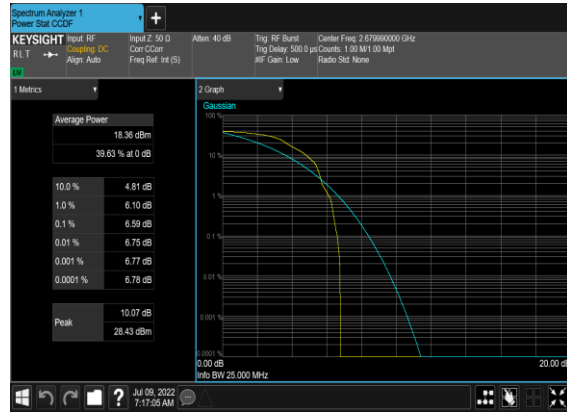 Spectrum Analyzer 1
Power Stat CCDF
+
KEYSIGHT
RLT
Input: RF
Coupling: DC
Align: Auto
Input Z: 50 Ω
Corr CCorr
Freq Ref: Int (S)
Atten: 40 dB
Trig: RF Burst
Trig Delay: 500.0 µs
#IF Gain: Low
Center Freq: 2.679990000 GHz
Counts: 1.00 M/1.00 Mpt
Radio Std: None
LW
1 Metrics
Average Power
18.36 dBm
39.63 % at 0 dB
10.0 % 4.81 dB
1.0 % 6.10 dB
0.1 % 6.59 dB
0.01 % 6.75 dB
0.001 % 6.77 dB
0.0001 % 6.78 dB
Peak
10.07 dB
28.43 dBm
2 Graph
Gaussian
100 %
10 %
1 %
0.1 %
0.01 %
0.001 %
0.0001 %
0.00 dB
20.00 dB
Info BW 25.000 MHz
?
Jul 09, 2022
7:17:05 AM